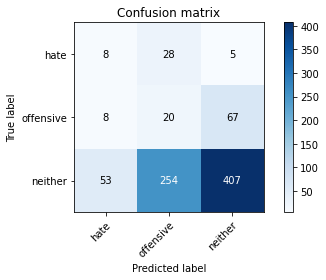 Confusion matrix
hate 8 28 5
offensive 8 20 67
neither 53 254 407
hate offensive neither
True label
Predicted label
400
350
300
250
200
150
100
50